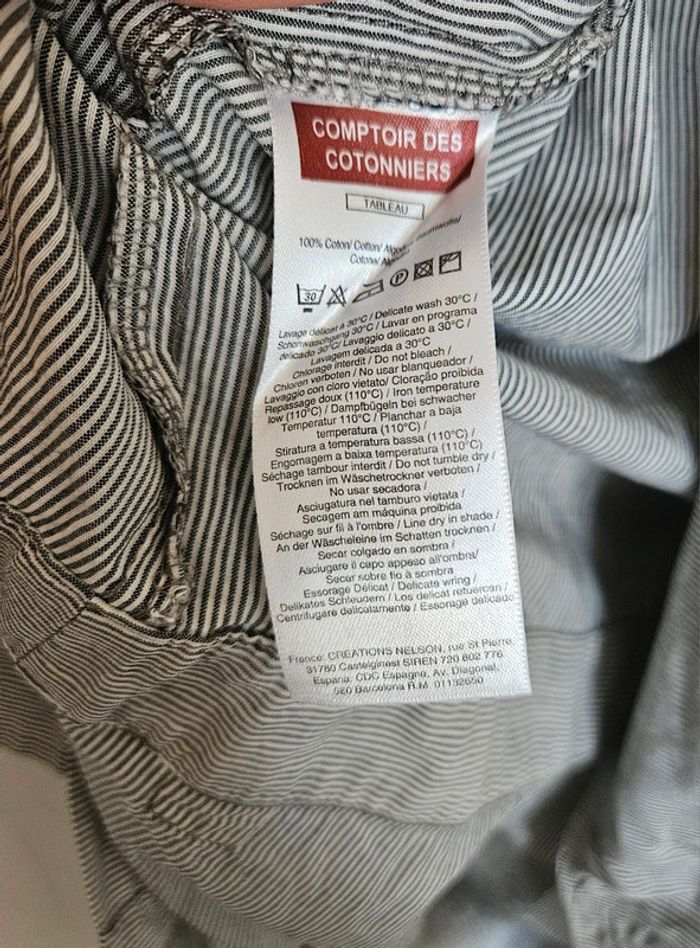 COMPTOIR DES
COTONNIERS
TABLEAU
100% Coton/ Cotton/
30
P
Lavage délicat à 30°C / Delicate wash 30°C /
Schonwaschgang 30°C / Lavar en programa
delicado 30°C/ Lavaggio delicato a 30°C /
Lavagem delicada a 30°C
Chlorage interdit / Do not bleach /
Chloren verboten / No usar blanqueador/
Lavaggio con cloro vietato/ Cloração proibida
Repassage doux (110°C) / Iron temperature
low (110°C) / Dampfbügeln bei schwacher
Temperatur 110°C / Planchar a baja
temperatura (110°C) /
Stiratura a temperatura bassa (110°C) /
Engomagem a baixa temperatura (110°C)
Séchage tambour interdit / Do not tumble dry /
Trocknen im Wäschetrockner verboten /
No usar secadora /
Asciugatura nel tamburo vietata /
Secagem am máquina proibida
Séchage sur fil à l'ombre / Line dry in shade /
An der Wäscheleine im Schatten trocknen /
Secar colgado en sombra /
Asciugare il capo appeso all'ombra/
Secar sobre fio à sombra
Essorage Délicat / Delicate wring /
Delikates Schleudern / Los delicat retuercen /
Centrifugare delicatamente / Essorage delicado
France: CREATIONS NELSON, rue St Pierre
31780 Castelginest SIREN 720 802 776
Espana: CDC Espagne, Av. Diagonal,
520 Barcelona R.M. 01132650